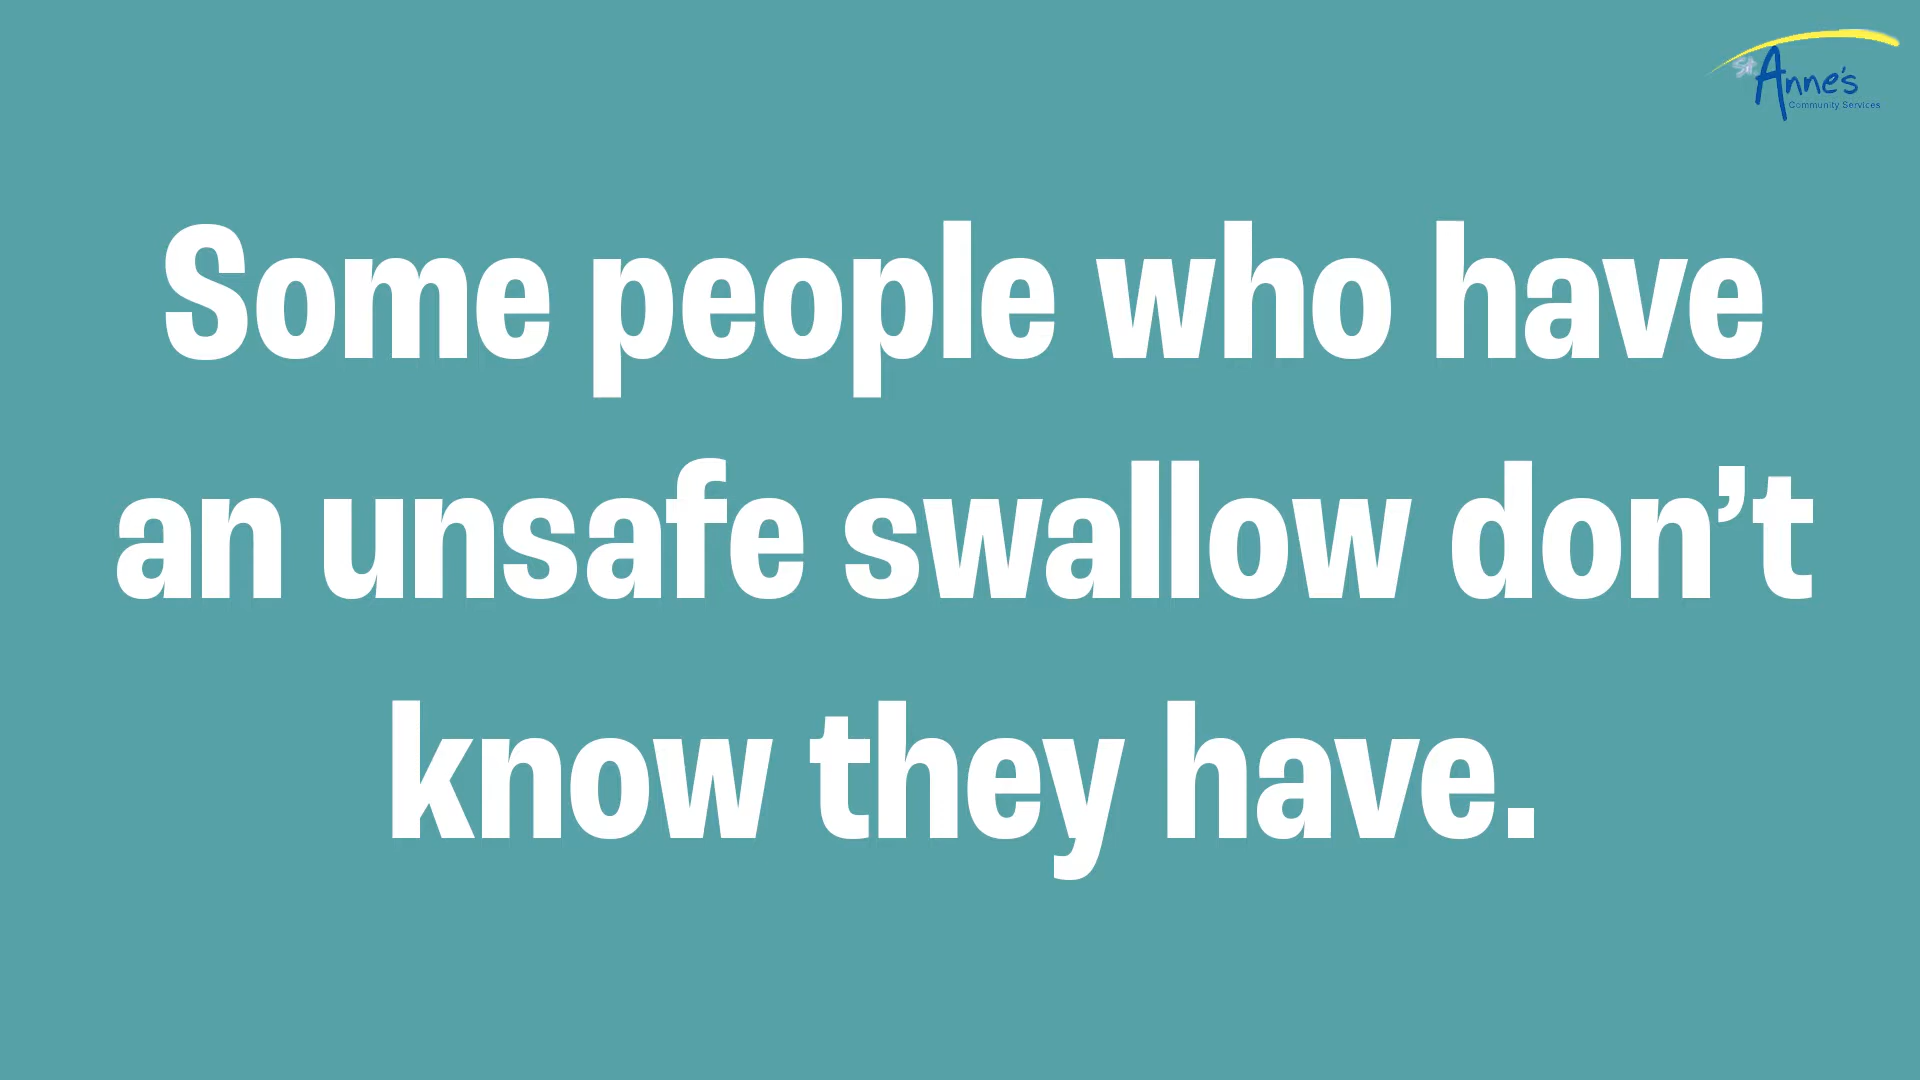 St Anne's
Community Services
Some people who have
an unsafe swallow don’t
know they have.